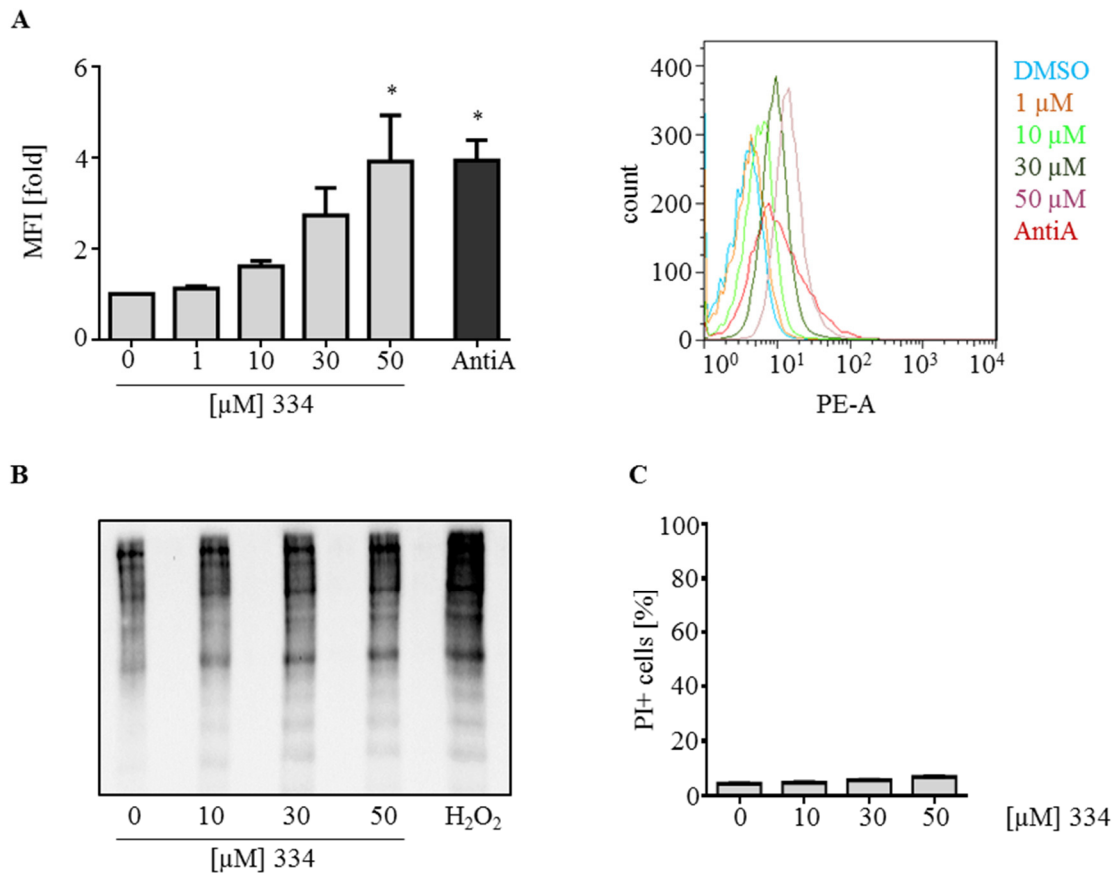 A
MFI [fold]
6
4
2
0
*
*
0 1 10 30 50 AntiA
[µM] 334
count
400
300
200
100
0
10⁰ 10¹ 10² 10³ 10⁴
PE-A
DMSO
1 µM
10 µM
30 µM
50 µM
AntiA
B
0 10 30 50 H₂O₂
[µM] 334
C
PI+ cells [%]
100
80
60
40
20
0
0 10 30 50 [µM] 334